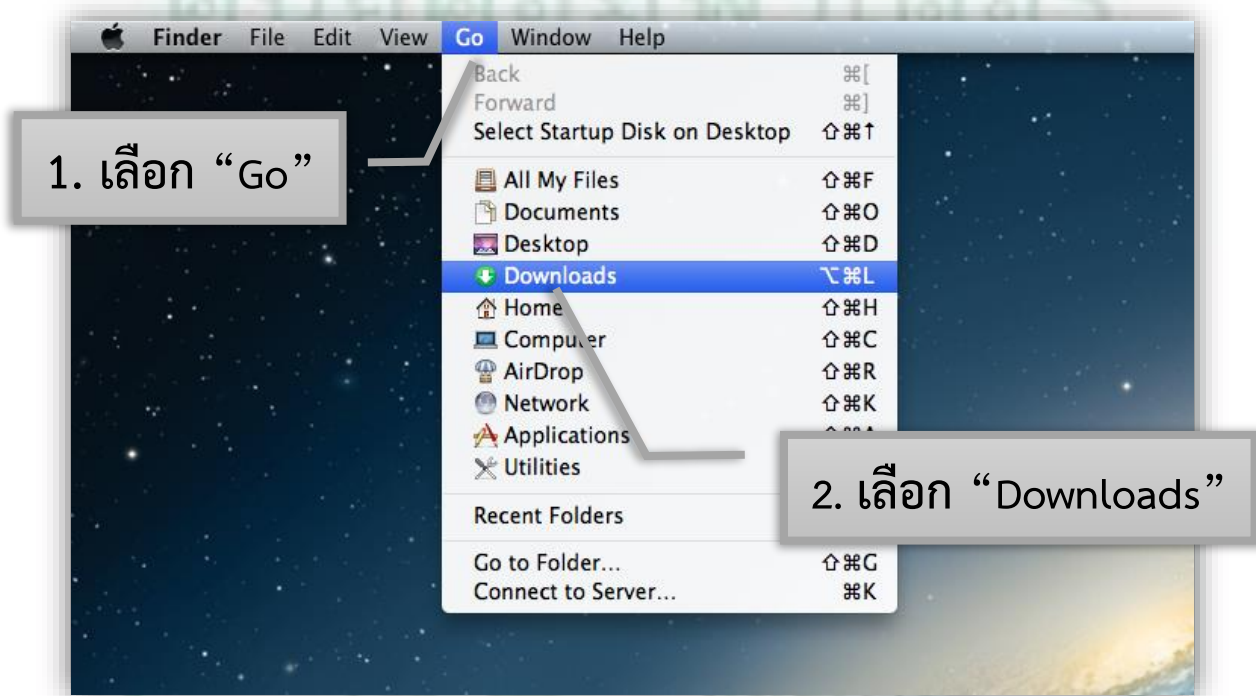 Finder File Edit View Go Window Help
Back ⌘[
Forward ⌘]
Select Startup Disk on Desktop ⇧⌘↑
1. เลือก “Go”
All My Files ⇧⌘F
Documents ⇧⌘O
Desktop ⇧⌘D
Downloads ⌥⌘L
Home ⇧⌘H
Computer ⇧⌘C
AirDrop ⇧⌘R
Network ⇧⌘K
Applications
Utilities
2. เลือก “Downloads”
Recent Folders
Go to Folder... ⇧⌘G
Connect to Server... ⌘K